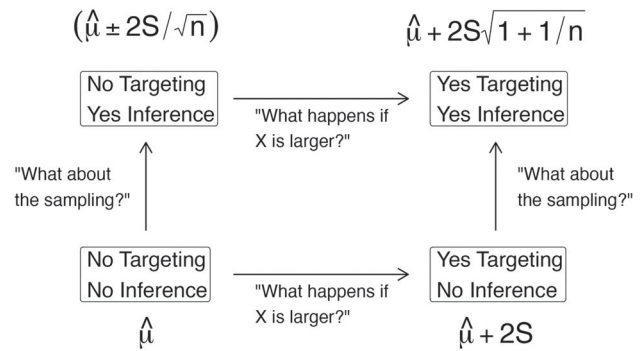 (μ̂ ± 2S/√n)
μ̂ + 2S√1 + 1/n
No Targeting
Yes Inference
"What happens if
X is larger?"
Yes Targeting
Yes Inference
"What about
the sampling?"
"What about
the sampling?"
No Targeting
No Inference
"What happens if
X is larger?"
Yes Targeting
No Inference
μ̂
μ̂ + 2S